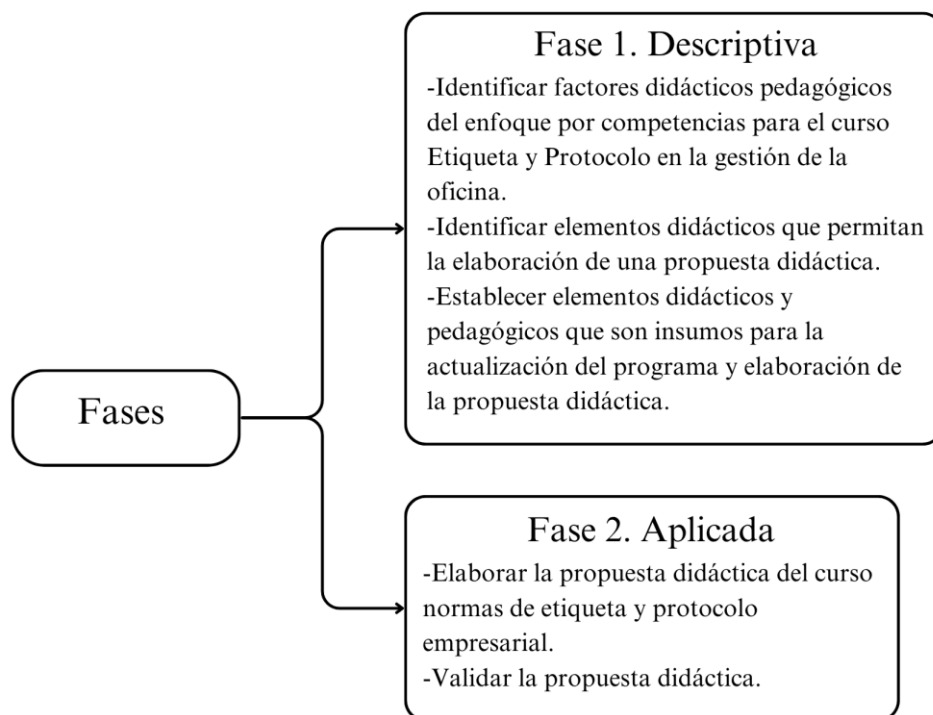 Fase 1. Descriptiva
-Identificar factores didácticos pedagógicos
del enfoque por competencias para el curso
Etiqueta y Protocolo en la gestión de la
oficina.
-Identificar elementos didácticos que permitan
la elaboración de una propuesta didáctica.
-Establecer elementos didácticos y
pedagógicos que son insumos para la
actualización del programa y elaboración de
la propuesta didáctica.
Fases
Fase 2. Aplicada
-Elaborar la propuesta didáctica del curso
normas de etiqueta y protocolo
empresarial.
-Validar la propuesta didáctica.